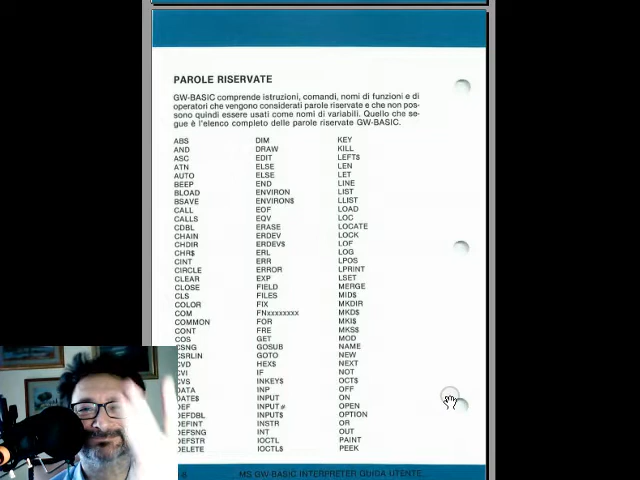 PAROLE RISERVATE
GW-BASIC comprende istruzioni, comandi, nomi di funzioni e di
operatori che vengono considerati parole riservate e che non pos-
sono quindi essere usati come nomi di variabili. Quello che se-
gue è l'elenco completo delle parole riservate GW-BASIC.
ABS
AND
ASC
ATN
AUTO
BEEP
BLOAD
BSAVE
CALL
CALLS
CDBL
CHAIN
CHDIR
CHR$
CINT
CIRCLE
CLEAR
CLOSE
CLS
COLOR
COM
COMMON
CONT
COS
CSNG
CSRLIN
CVD
CVI
CVS
DATA
DATE$
DEF
DEFDBL
DEFINT
DEFSNG
DEFSTR
DELETE
DIM
DRAW
EDIT
ELSE
ELSE
END
ENVIRON
ENVIRON$
EOF
EQV
ERASE
ERDEV
ERDEV$
ERL
ERR
ERROR
EXP
FIELD
FILES
FIX
FNxxxxxxxx
FOR
FRE
GET
GOSUB
GOTO
HEX$
IF
INKEY$
INP
INPUT
INPUT#
INPUT$
INSTR
INT
IOCTL
IOCTL$
KEY
KILL
LEFT$
LEN
LET
LINE
LIST
LLIST
LOAD
LOC
LOCATE
LOCK
LOF
LOG
LPOS
LPRINT
LSET
MERGE
MID$
MKDIR
MKD$
MKI$
MKS$
MOD
NAME
NEW
NEXT
NOT
OCT$
OFF
ON
OPEN
OPTION
OR
OUT
PAINT
PEEK
MS GW-BASIC INTERPRETER GUIDA UTENTE